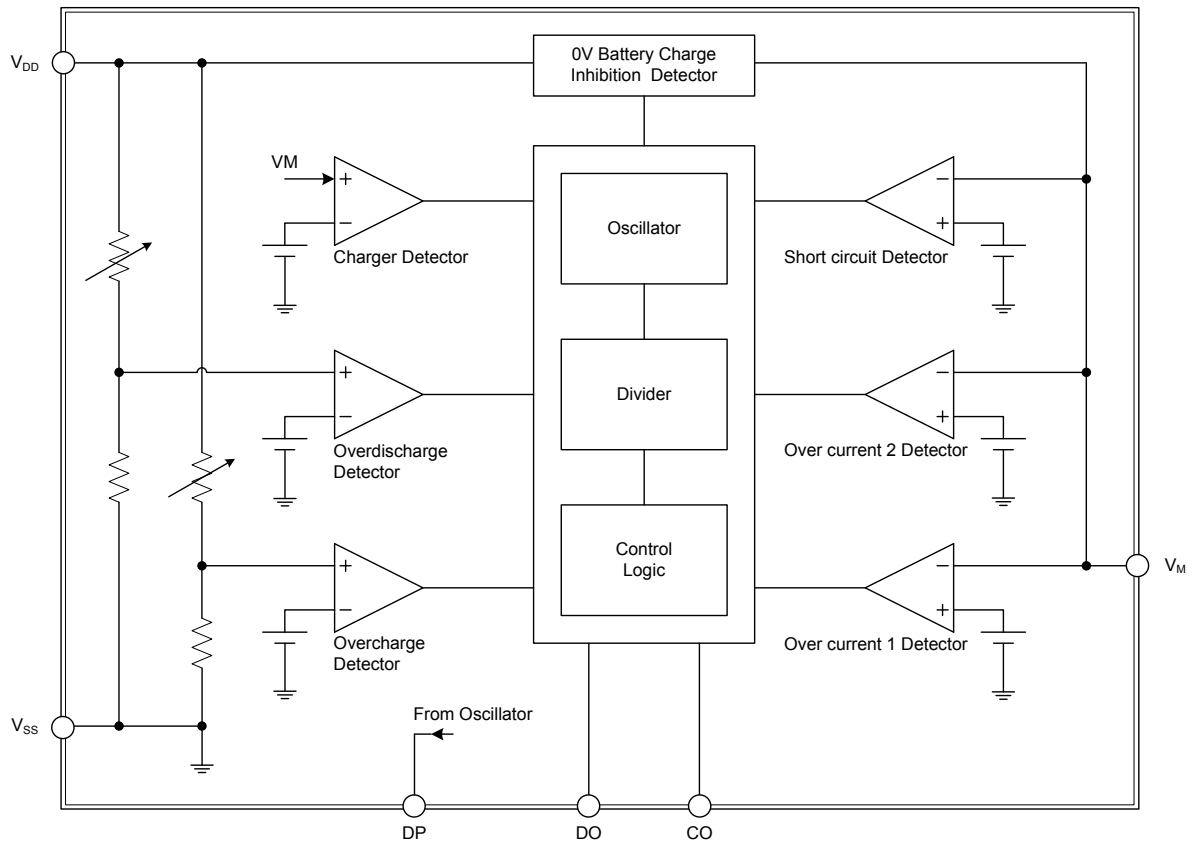 0V Battery Charge
Inhibition Detector
VDD
VM
+
−
Charger Detector
Oscillator
−
+
Short circuit Detector
+
−
Overdischarge
Detector
Divider
−
+
Over current 2 Detector
+
−
Overcharge
Detector
Control
Logic
−
+
Over current 1 Detector
VM
VSS
From Oscillator
DP
DO
CO